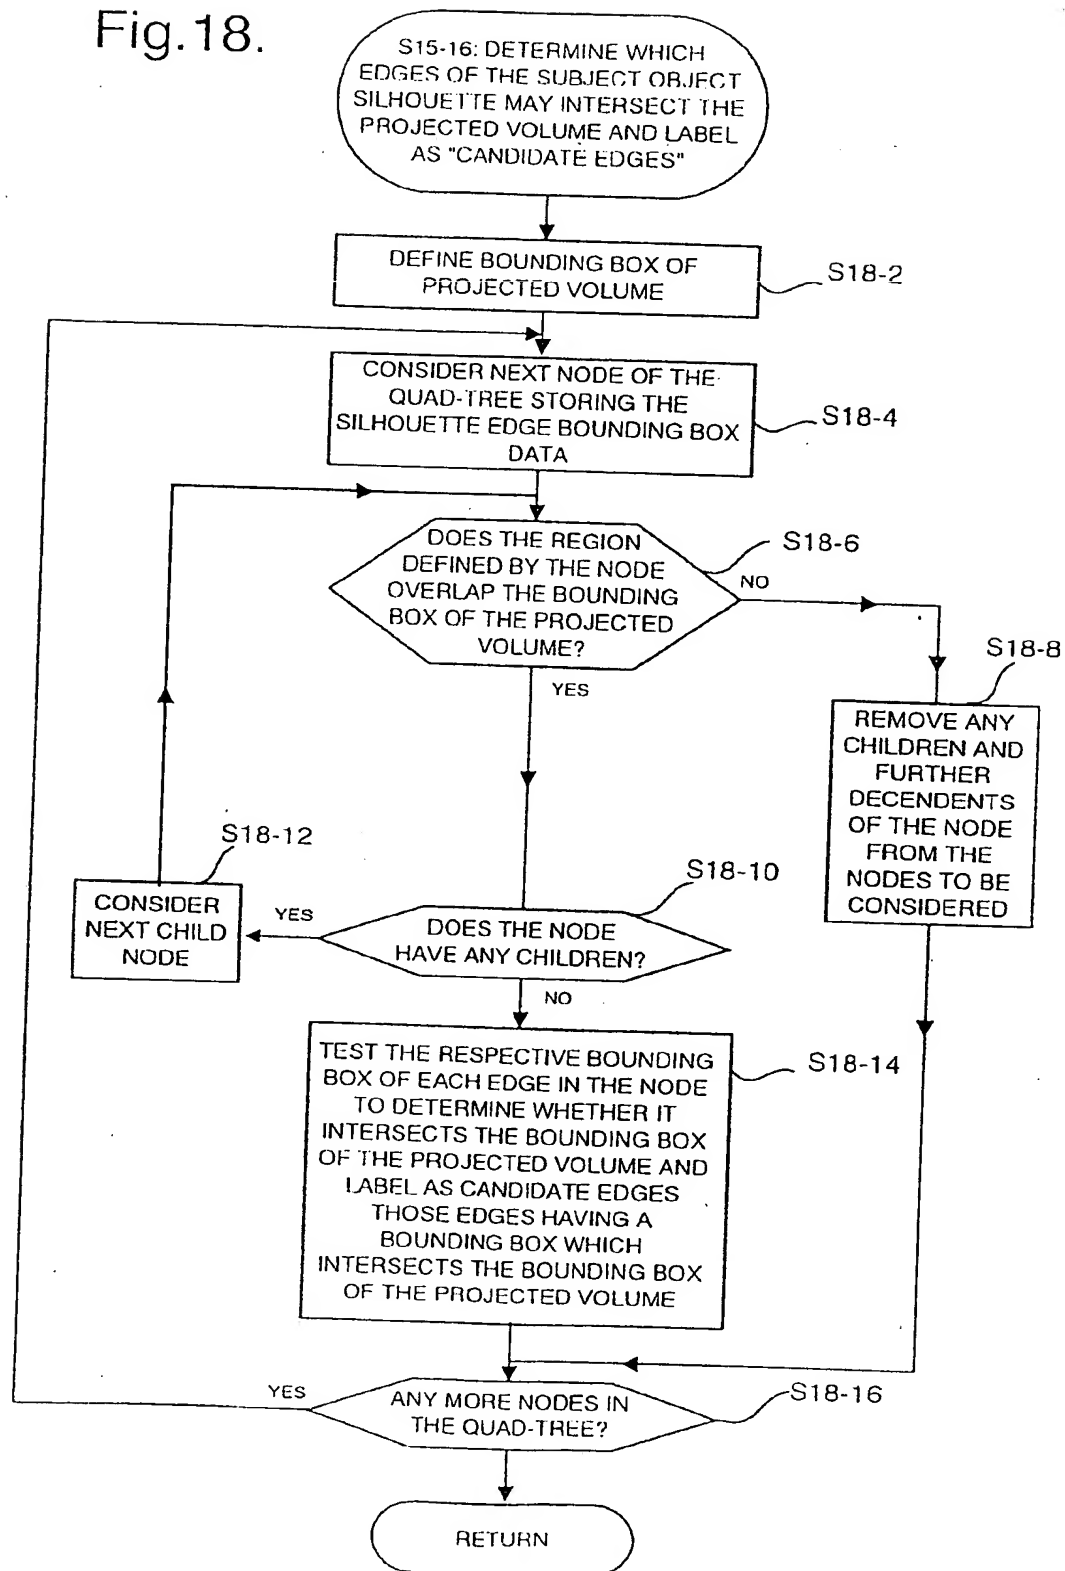 Fig.18.
S15-16: DETERMINE WHICH
EDGES OF THE SUBJECT OBJECT
SILHOUETTE MAY INTERSECT THE
PROJECTED VOLUME AND LABEL
AS "CANDIDATE EDGES"
DEFINE BOUNDING BOX OF
PROJECTED VOLUME
S18-2
CONSIDER NEXT NODE OF THE
QUAD-TREE STORING THE
SILHOUETTE EDGE BOUNDING BOX
DATA
S18-4
DOES THE REGION
DEFINED BY THE NODE
OVERLAP THE BOUNDING
BOX OF THE PROJECTED
VOLUME?
S18-6
NO
YES
S18-8
REMOVE ANY
CHILDREN AND
FURTHER
DECENDENTS
OF THE NODE
FROM THE
NODES TO BE
CONSIDERED
S18-12
CONSIDER
NEXT CHILD
NODE
YES
S18-10
DOES THE NODE
HAVE ANY CHILDREN?
NO
TEST THE RESPECTIVE BOUNDING
BOX OF EACH EDGE IN THE NODE
TO DETERMINE WHETHER IT
INTERSECTS THE BOUNDING BOX
OF THE PROJECTED VOLUME AND
LABEL AS CANDIDATE EDGES
THOSE EDGES HAVING A
BOUNDING BOX WHICH
INTERSECTS THE BOUNDING BOX
OF THE PROJECTED VOLUME
S18-14
YES
ANY MORE NODES IN
THE QUAD-TREE?
S18-16
RETURN